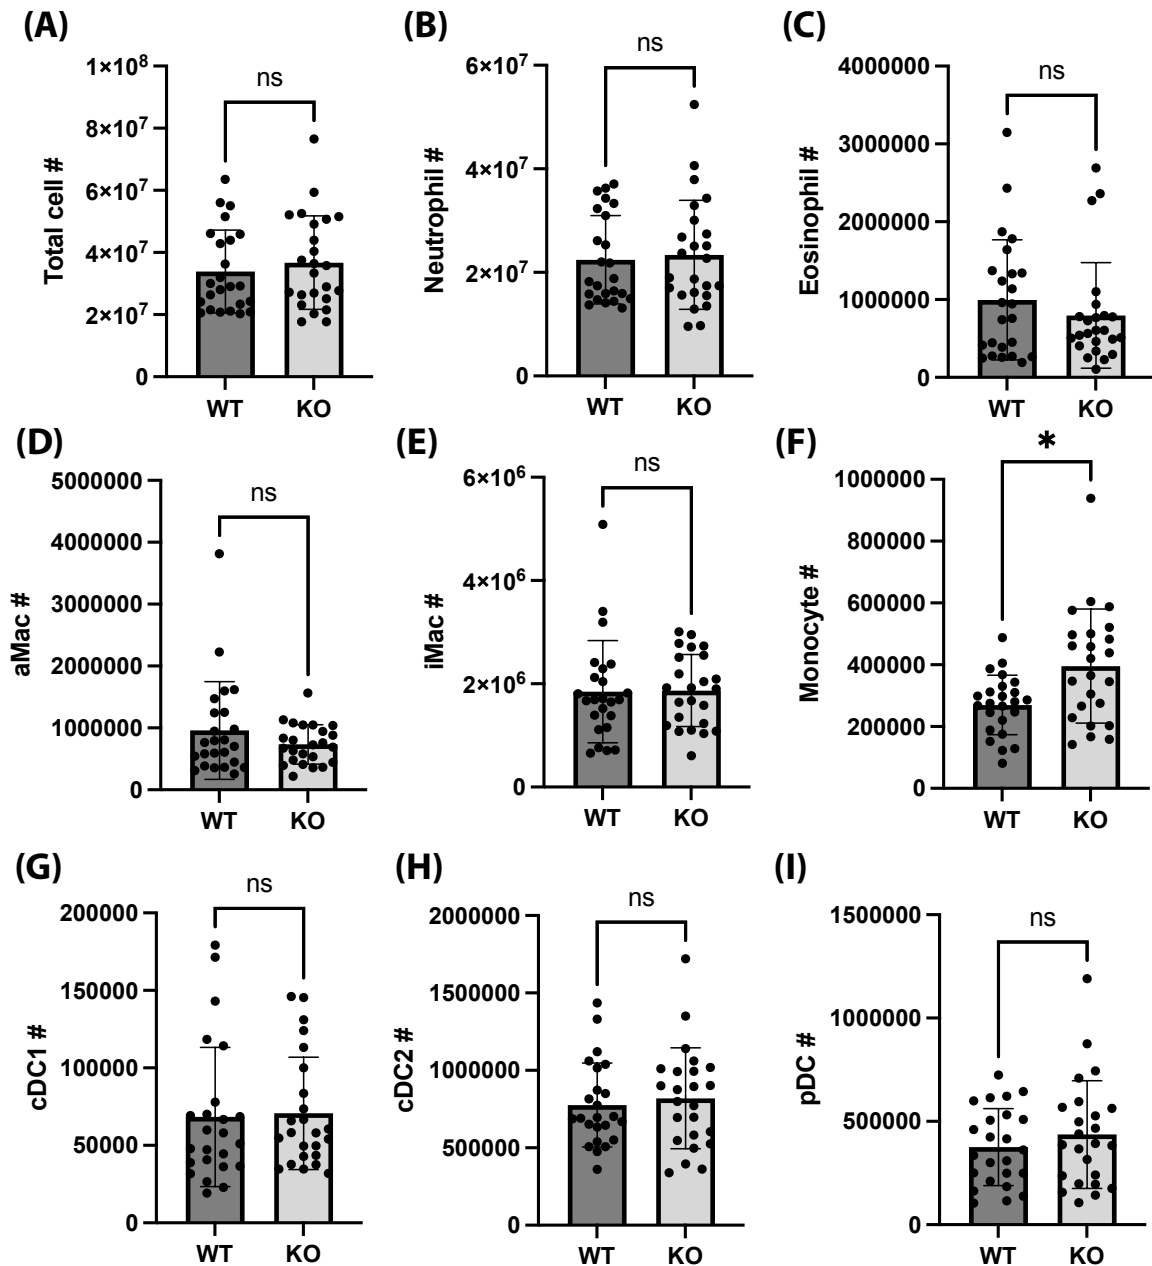 (A)
Total cell #
1×10⁸
8×10⁷
6×10⁷
4×10⁷
2×10⁷
0
ns
WT KO
(B)
Neutrophil #
6×10⁷
4×10⁷
2×10⁷
0
ns
WT KO
(C)
Eosinophil #
4000000
3000000
2000000
1000000
0
ns
WT KO
(D)
aMac #
5000000
4000000
3000000
2000000
1000000
0
ns
WT KO
(E)
iMac #
6×10⁶
4×10⁶
2×10⁶
0
ns
WT KO
(F)
Monocyte #
1000000
800000
600000
400000
200000
0
*
WT KO
(G)
cDC1 #
200000
150000
100000
50000
0
ns
WT KO
(H)
cDC2 #
2000000
1500000
1000000
500000
0
ns
WT KO
(I)
pDC #
1500000
1000000
500000
0
ns
WT KO